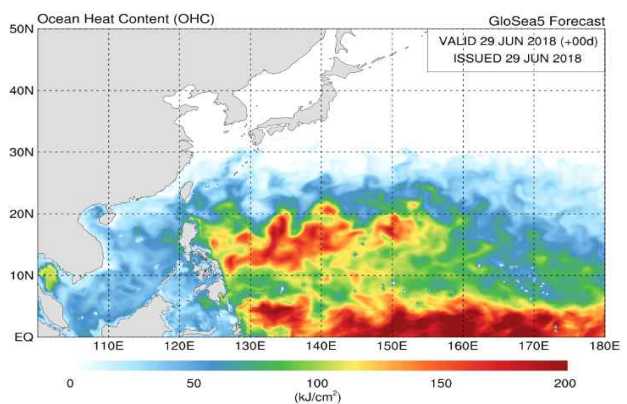 Ocean Heat Content (OHC) GloSea5 Forecast
VALID 29 JUN 2018 (+00d)
ISSUED 29 JUN 2018
50N
40N
30N
20N
10N
EQ
110E 120E 130E 140E 150E 160E 170E 180E
0 50 100 150 200
(kJ/cm²)